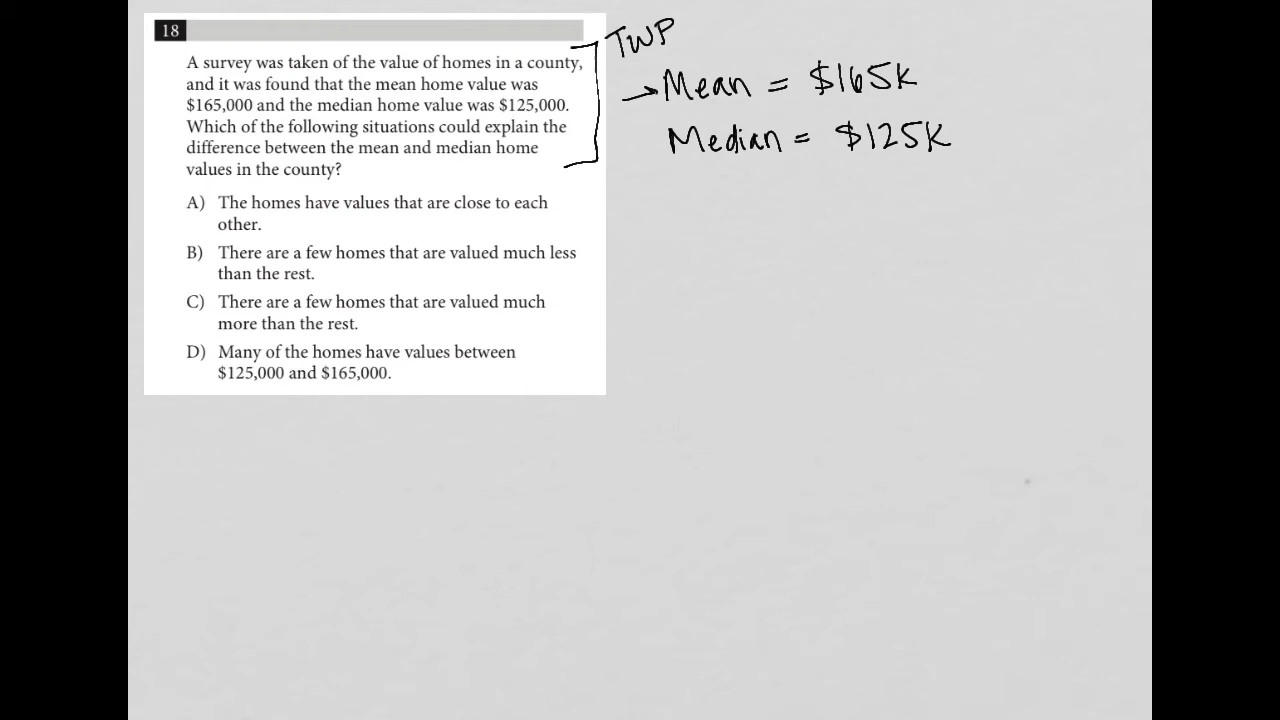 18
A survey was taken of the value of homes in a county,
and it was found that the mean home value was
$165,000 and the median home value was $125,000.
Which of the following situations could explain the
difference between the mean and median home
values in the county?
A) The homes have values that are close to each
other.
B) There are a few homes that are valued much less
than the rest.
C) There are a few homes that are valued much
more than the rest.
D) Many of the homes have values between
$125,000 and $165,000.
TWP
→Mean = $165K
Median = $125K